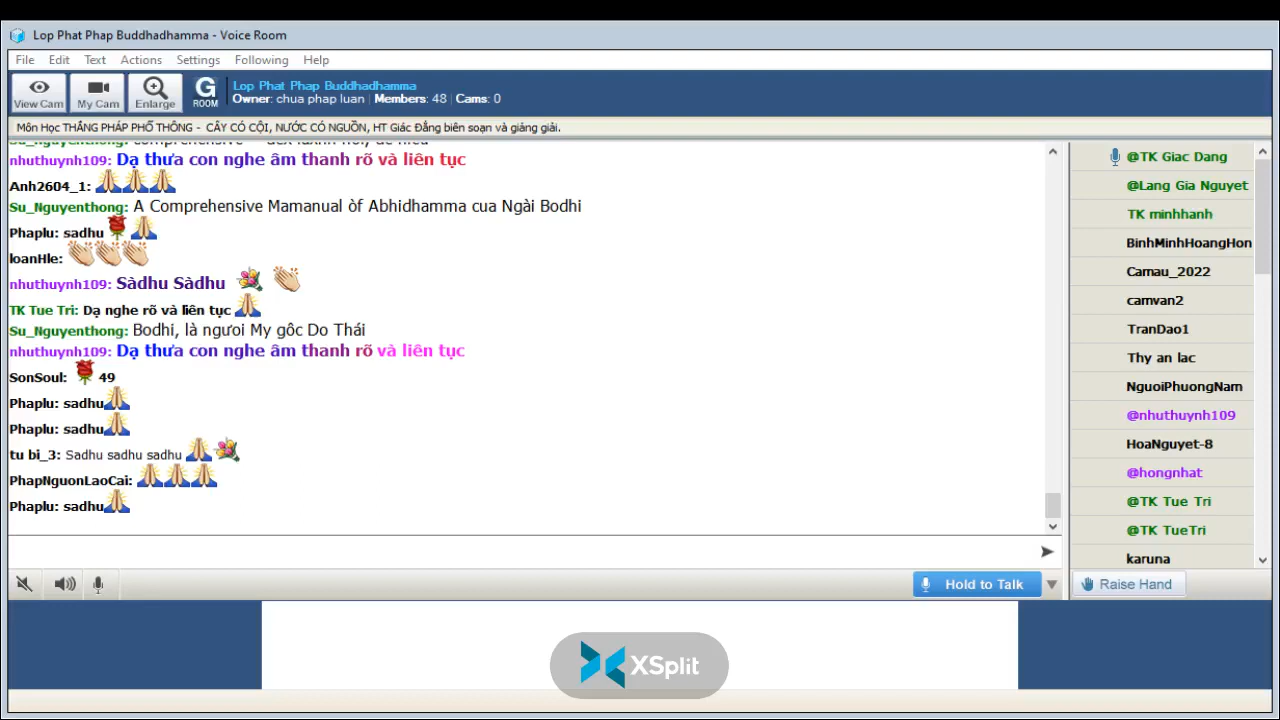 Lop Phat Phap Buddhadhamma - Voice Room
File Edit Text Actions Settings Following Help
View Cam My Cam Enlarge G ROOM
Lop Phat Phap Buddhadhamma
Owner: chua phap luan | Members: 48 | Cams: 0
Môn Học THẮNG PHÁP PHỔ THÔNG - CÂY CÓ CỘI, NƯỚC CÓ NGUỒN, HT Giác Đẳng biên soạn và giảng giải.
nhuthuynh109: Dạ thưa con nghe âm thanh rõ và liên tục
Anh2604_1: 🙏🙏🙏
Su_Nguyenthong: A Comprehensive Mamanual òf Abhidhamma cua Ngài Bodhi
Phaplu: sadhu 🌹🙏
loanHle: 👏👏👏
nhuthuynh109: Sàdhu Sàdhu 💐 👏
TK Tue Tri: Dạ nghe rõ và liên tục 🙏
Su_Nguyenthong: Bodhi, là ngươi My gôc Do Thái
nhuthuynh109: Dạ thưa con nghe âm thanh rõ và liên tục
SonSoul: 🌹 49
Phaplu: sadhu🙏
Phaplu: sadhu🙏
tu bi_3: Sadhu sadhu sadhu 🙏💐
PhapNguonLaoCai: 🙏🙏🙏
Phaplu: sadhu🙏
@TK Giac Dang
@Lang Gia Nguyet
TK minhhanh
BinhMinhHoangHon
Camau_2022
camvan2
TranDao1
Thy an lac
NguoiPhuongNam
@nhuthuynh109
HoaNguyet-8
@hongnhat
@TK Tue Tri
@TK TueTri
karuna
Hold to Talk
Raise Hand
XSplit